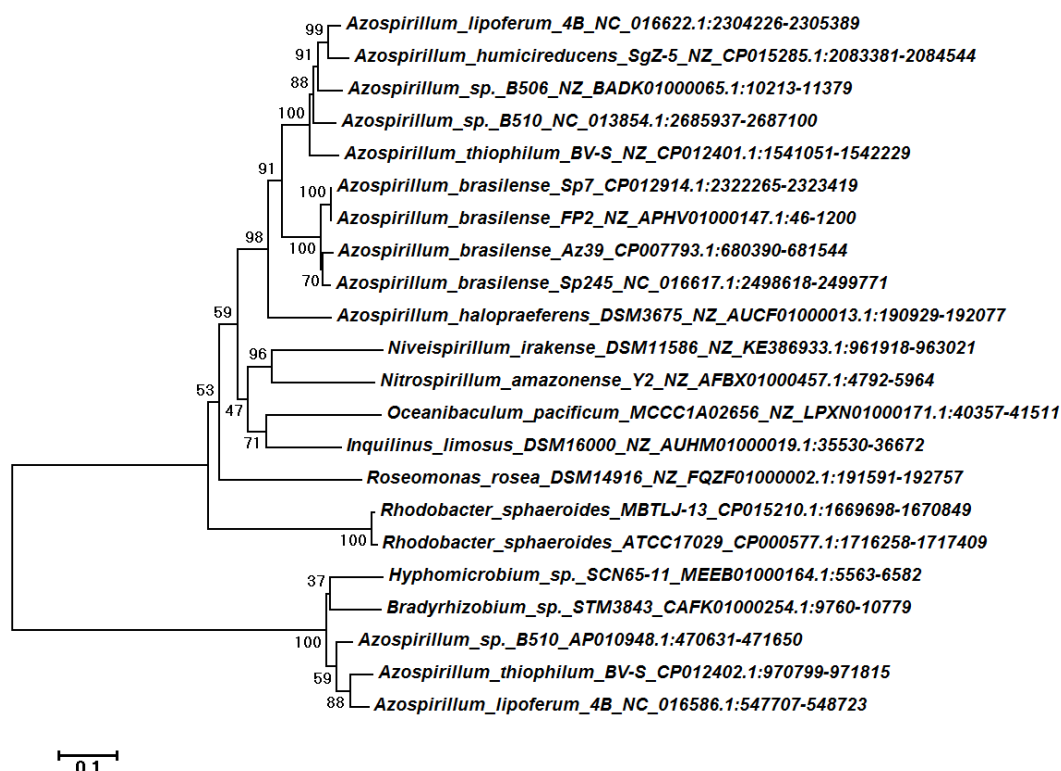 99
Azospirillum_lipoferum_4B_NC_016622.1:2304226-2305389
91
Azospirillum_humicireducens_SgZ-5_NZ_CP015285.1:2083381-2084544
88
Azospirillum_sp._B506_NZ_BADK01000065.1:10213-11379
100
Azospirillum_sp._B510_NC_013854.1:2685937-2687100
Azospirillum_thiophilum_BV-S_NZ_CP012401.1:1541051-1542229
91
Azospirillum_brasilense_Sp7_CP012914.1:2322265-2323419
100
Azospirillum_brasilense_FP2_NZ_APHV01000147.1:46-1200
98
100
Azospirillum_brasilense_Az39_CP007793.1:680390-681544
70
Azospirillum_brasilense_Sp245_NC_016617.1:2498618-2499771
59
Azospirillum_halopraeferens_DSM3675_NZ_AUCF01000013.1:190929-192077
96
Niveispirillum_irakense_DSM11586_NZ_KE386933.1:961918-963021
53
Nitrospirillum_amazonense_Y2_NZ_AFBX01000457.1:4792-5964
47
Oceanibaculum_pacificum_MCCC1A02656_NZ_LPXN01000171.1:40357-41511
71
Inquilinus_limosus_DSM16000_NZ_AUHM01000019.1:35530-36672
Roseomonas_rosea_DSM14916_NZ_FQZF01000002.1:191591-192757
Rhodobacter_sphaeroides_MBTLJ-13_CP015210.1:1669698-1670849
100
Rhodobacter_sphaeroides_ATCC17029_CP000577.1:1716258-1717409
37
Hyphomicrobium_sp._SCN65-11_MEEB01000164.1:5563-6582
Bradyrhizobium_sp._STM3843_CAFK01000254.1:9760-10779
100
Azospirillum_sp._B510_AP010948.1:470631-471650
59
Azospirillum_thiophilum_BV-S_CP012402.1:970799-971815
88
Azospirillum_lipoferum_4B_NC_016586.1:547707-548723
0.1